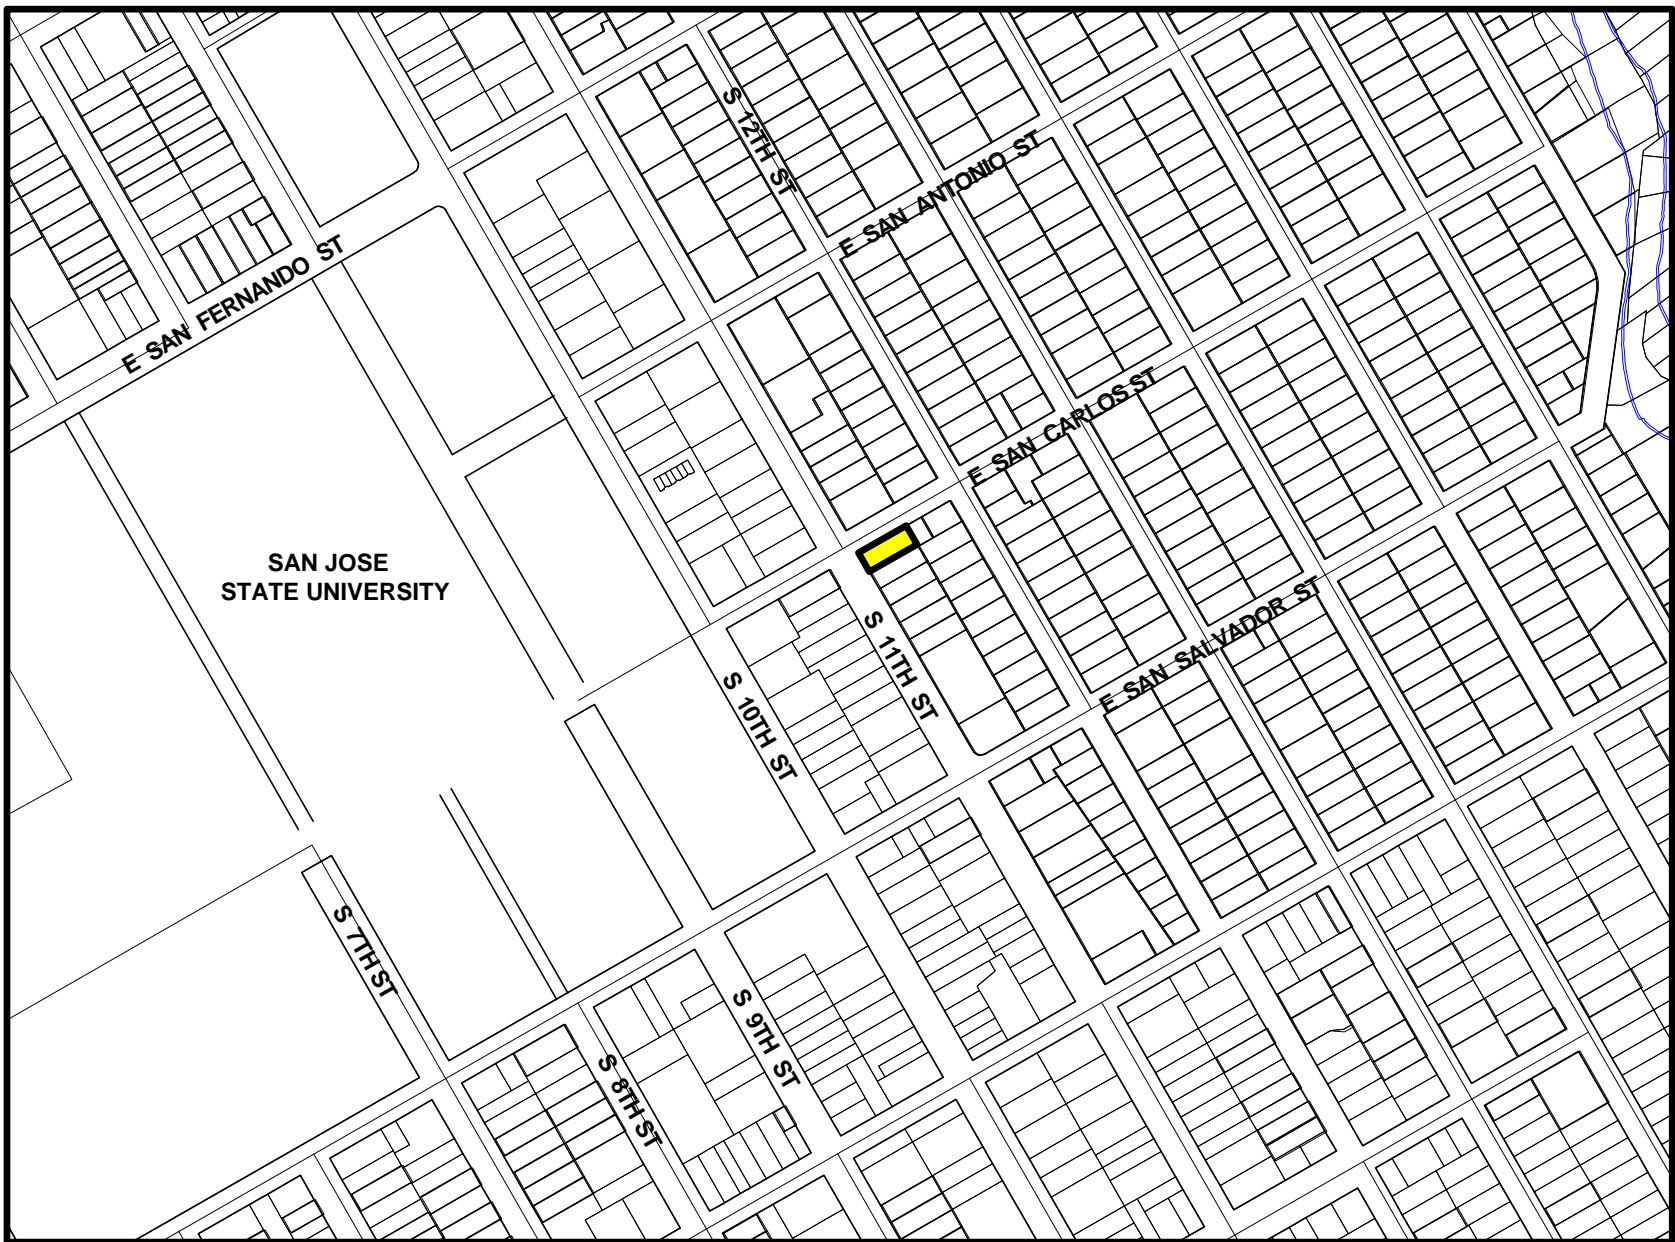 S 12TH ST
E SAN ANTONIO ST
E SAN FERNANDO ST
E SAN CARLOS ST
SAN JOSE
STATE UNIVERSITY
E SAN SALVADOR ST
S 11TH ST
S 10TH ST
S 7TH ST
S 9TH ST
S 8TH ST